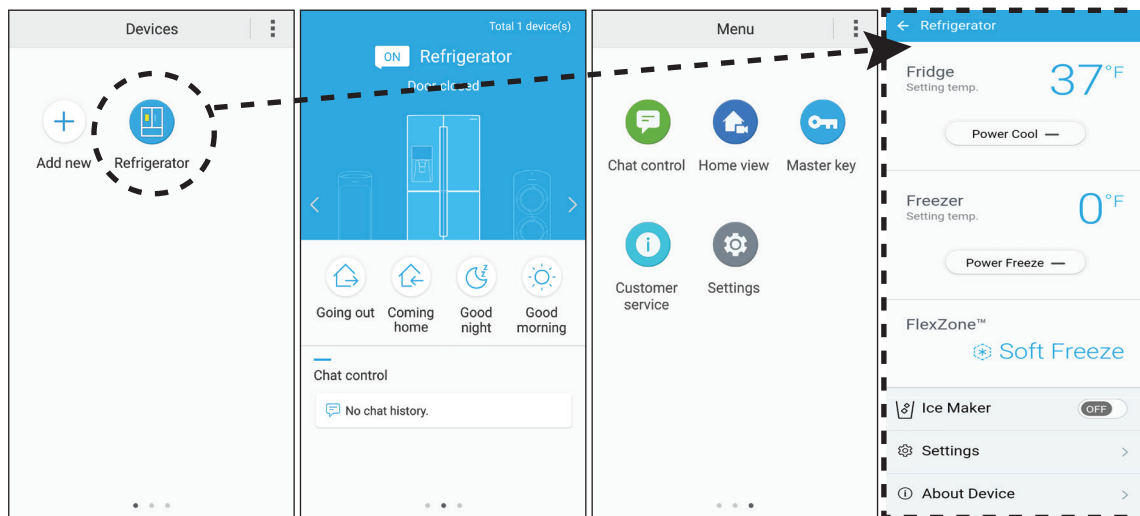 Devices
Add new
Refrigerator
Total 1 device(s)
ON Refrigerator
Door closed
Going out
Coming
home
Good
night
Good
morning
Chat control
No chat history.
Menu
Chat control
Home view
Master key
Customer
service
Settings
Refrigerator
Fridge
Setting temp.
37°F
Power Cool —
Freezer
Setting temp.
0°F
Power Freeze —
FlexZone™
Soft Freeze
Ice Maker
OFF
Settings
About Device